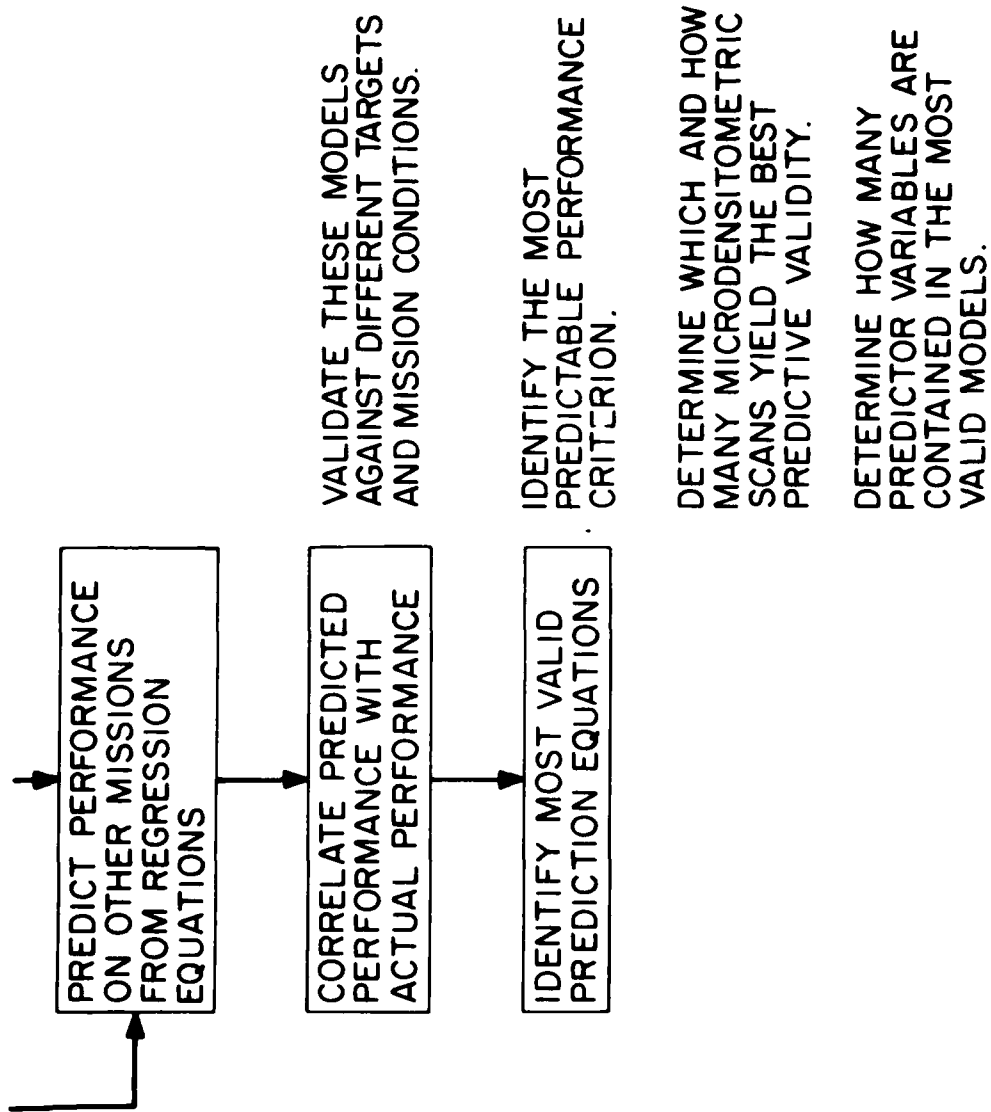 PREDICT PERFORMANCE
ON OTHER MISSIONS
FROM REGRESSION
EQUATIONS
CORRELATE PREDICTED
PERFORMANCE WITH
ACTUAL PERFORMANCE
VALIDATE THESE MODELS
AGAINST DIFFERENT TARGETS
AND MISSION CONDITIONS.
IDENTIFY MOST VALID
PREDICTION EQUATIONS
IDENTIFY THE MOST
PREDICTABLE PERFORMANCE
CRITERION.
DETERMINE WHICH AND HOW
MANY MICRODENSITOMETRIC
SCANS YIELD THE BEST
PREDICTIVE VALIDITY.
DETERMINE HOW MANY
PREDICTOR VARIABLES ARE
CONTAINED IN THE MOST
VALID MODELS.